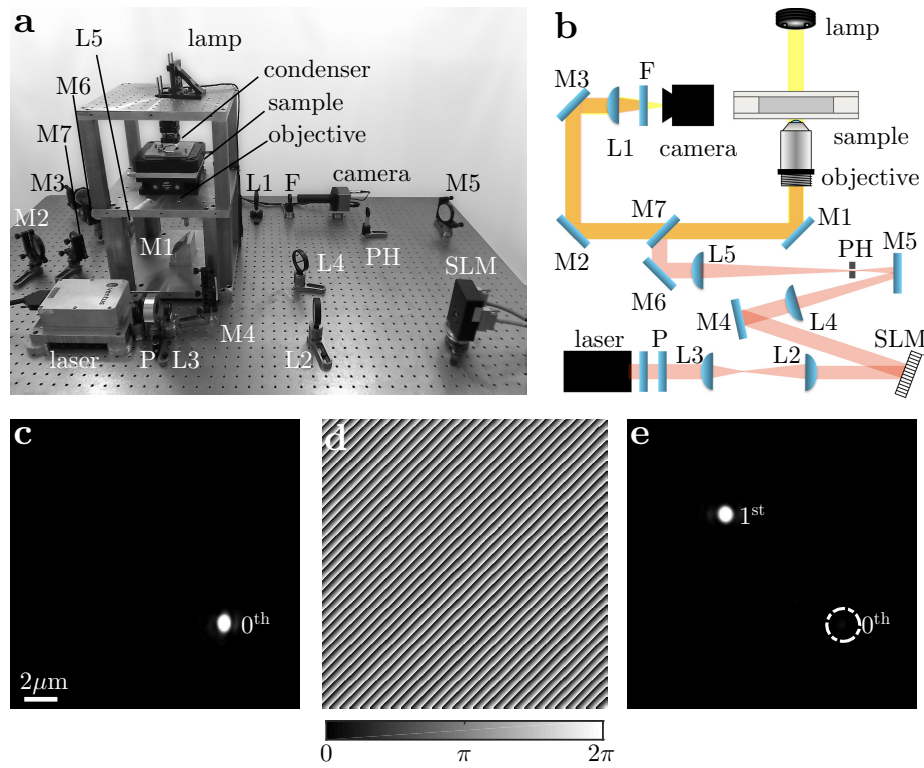 a
L5
lamp
M6
condenser
M7
sample
objective
camera
M3
L1
F
M5
M2
M1
PH
L4
SLM
ventus
M4
laser
P
L3
L2
b
lamp
M3
F
L1
camera
sample
objective
M7
M1
M2
L5
PH
M5
M6
M4
L4
laser
P
L3
L2
SLM
c
0th
2μm
d
0
π
2π
e
1st
0th